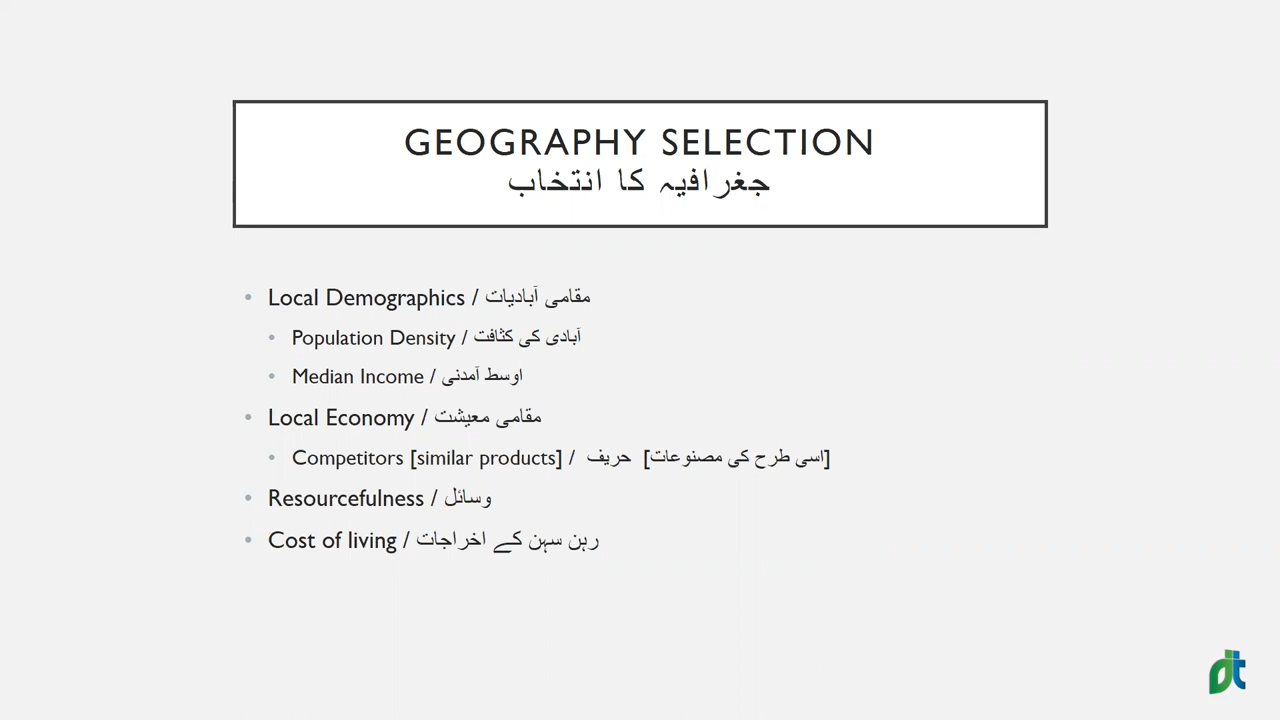 GEOGRAPHY SELECTION
جغرافیہ کا انتخاب
Local Demographics / مقامی آبادیات
Population Density / آبادی کی کثافت
Median Income / اوسط آمدنی
Local Economy / مقامی معیشت
Competitors [similar products] / حریف [اسی طرح کی مصنوعات]
Resourcefulness / وسائل
Cost of living / رہن سہن کے اخراجات